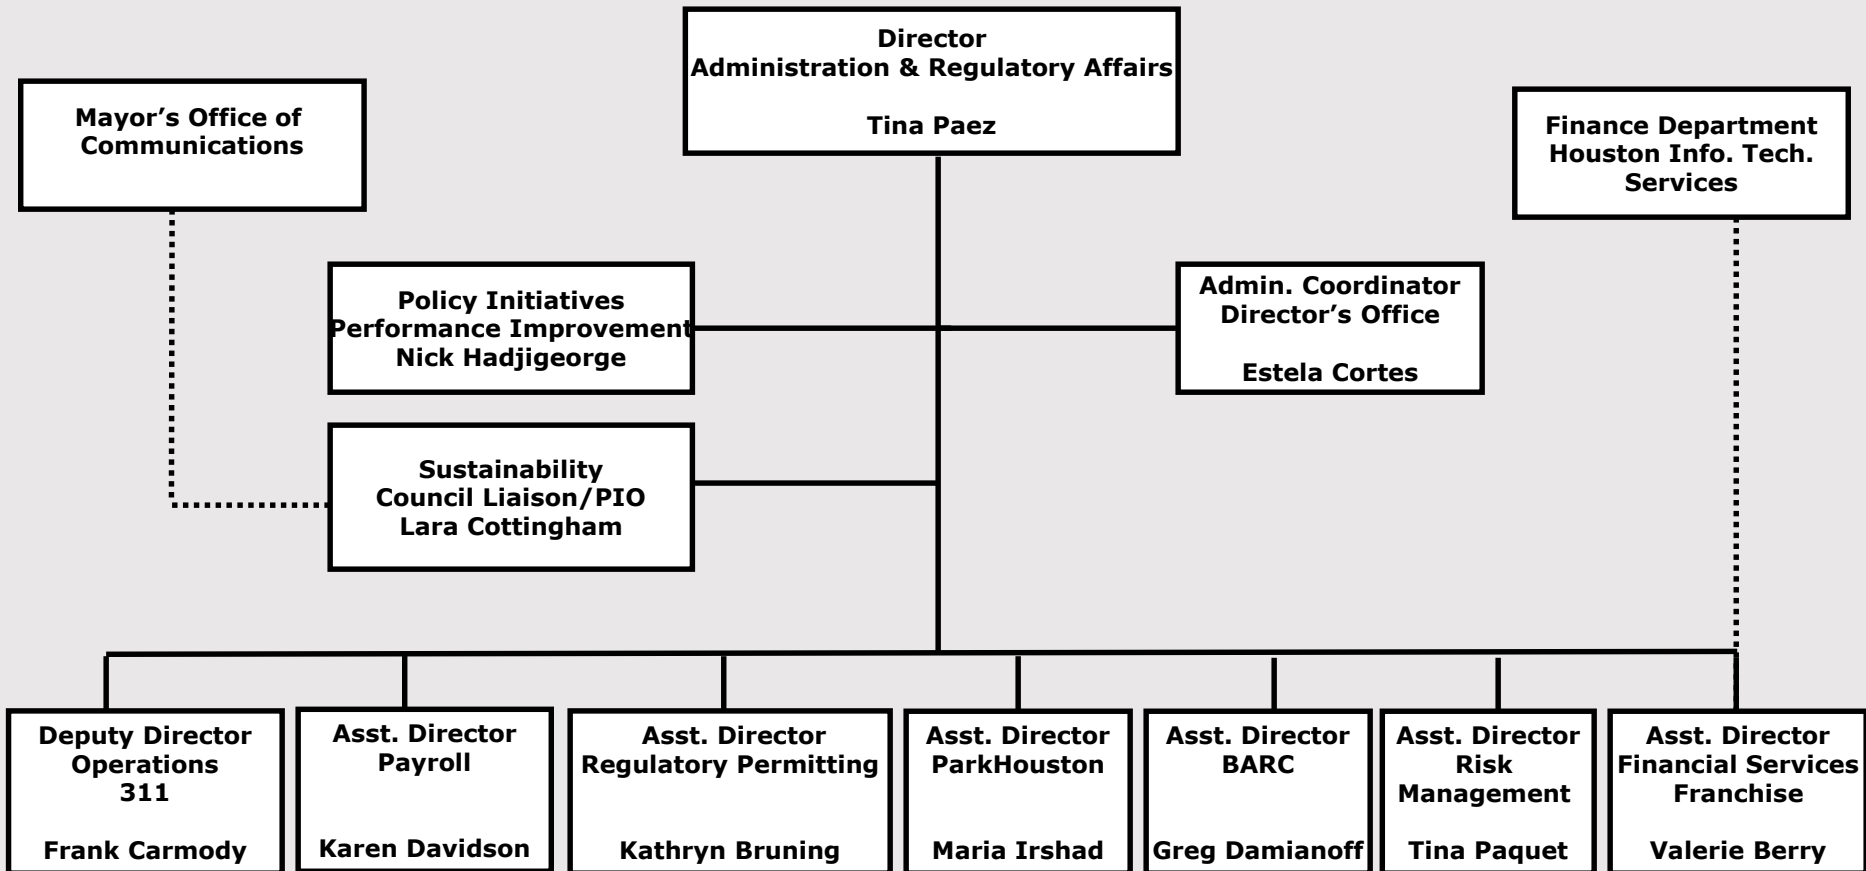 Director
Administration & Regulatory Affairs
Tina Paez
Mayor’s Office of
Communications
Finance Department
Houston Info. Tech.
Services
Policy Initiatives
Performance Improvement
Nick Hadjigeorge
Admin. Coordinator
Director’s Office
Estela Cortes
Sustainability
Council Liaison/PIO
Lara Cottingham
Deputy Director
Operations
311
Frank Carmody
Asst. Director
Payroll
Karen Davidson
Asst. Director
Regulatory Permitting
Kathryn Bruning
Asst. Director
ParkHouston
Maria Irshad
Asst. Director
BARC
Greg Damianoff
Asst. Director
Risk
Management
Tina Paquet
Asst. Director
Financial Services
Franchise
Valerie Berry